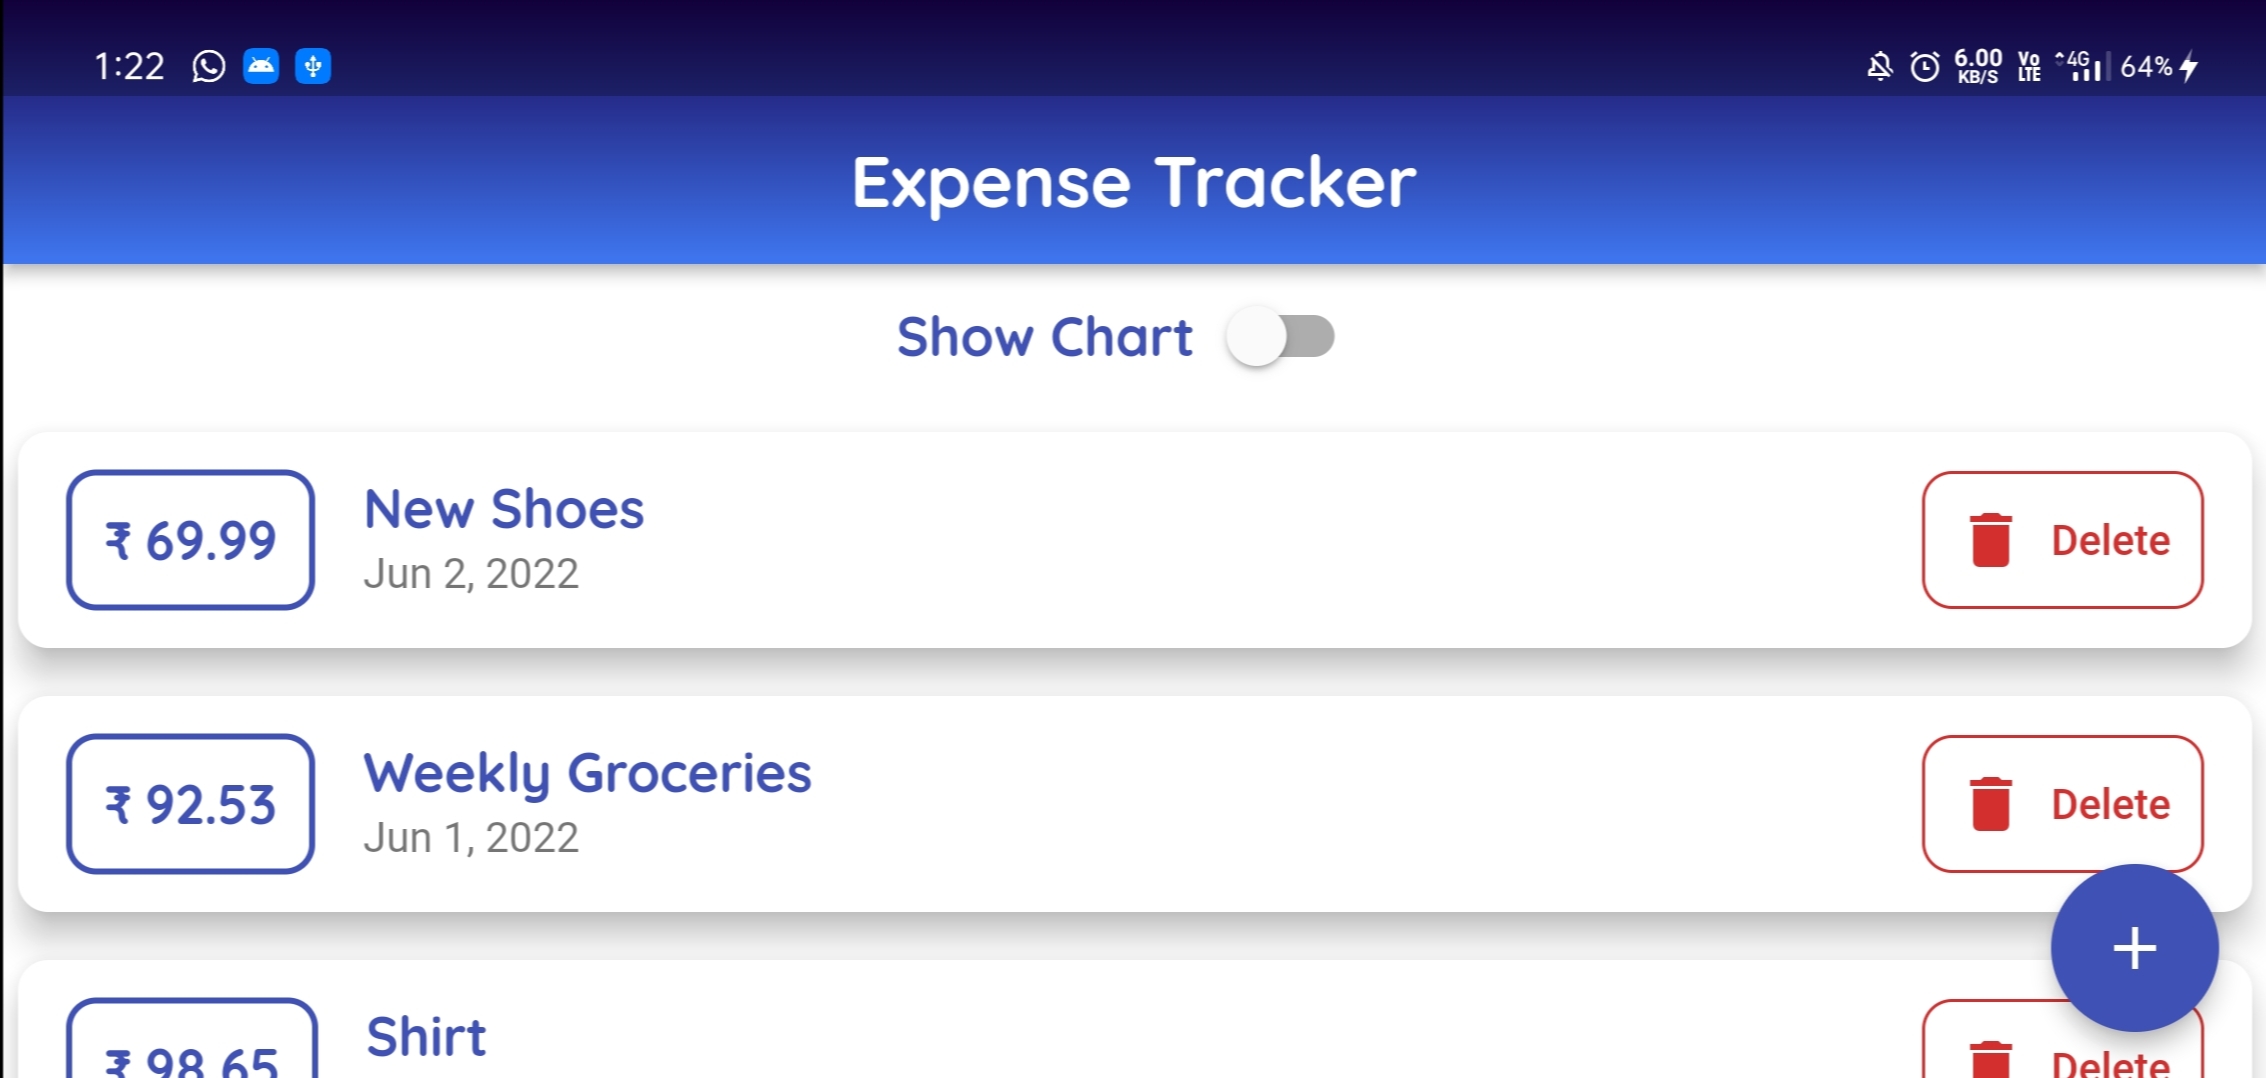 1:22 6.00 KB/S Vo LTE 4G 64%
Expense Tracker
Show Chart
₹ 69.99 New Shoes Delete
Jun 2, 2022
₹ 92.53 Weekly Groceries Delete
Jun 1, 2022
Shirt
₹ 98.65 Delete